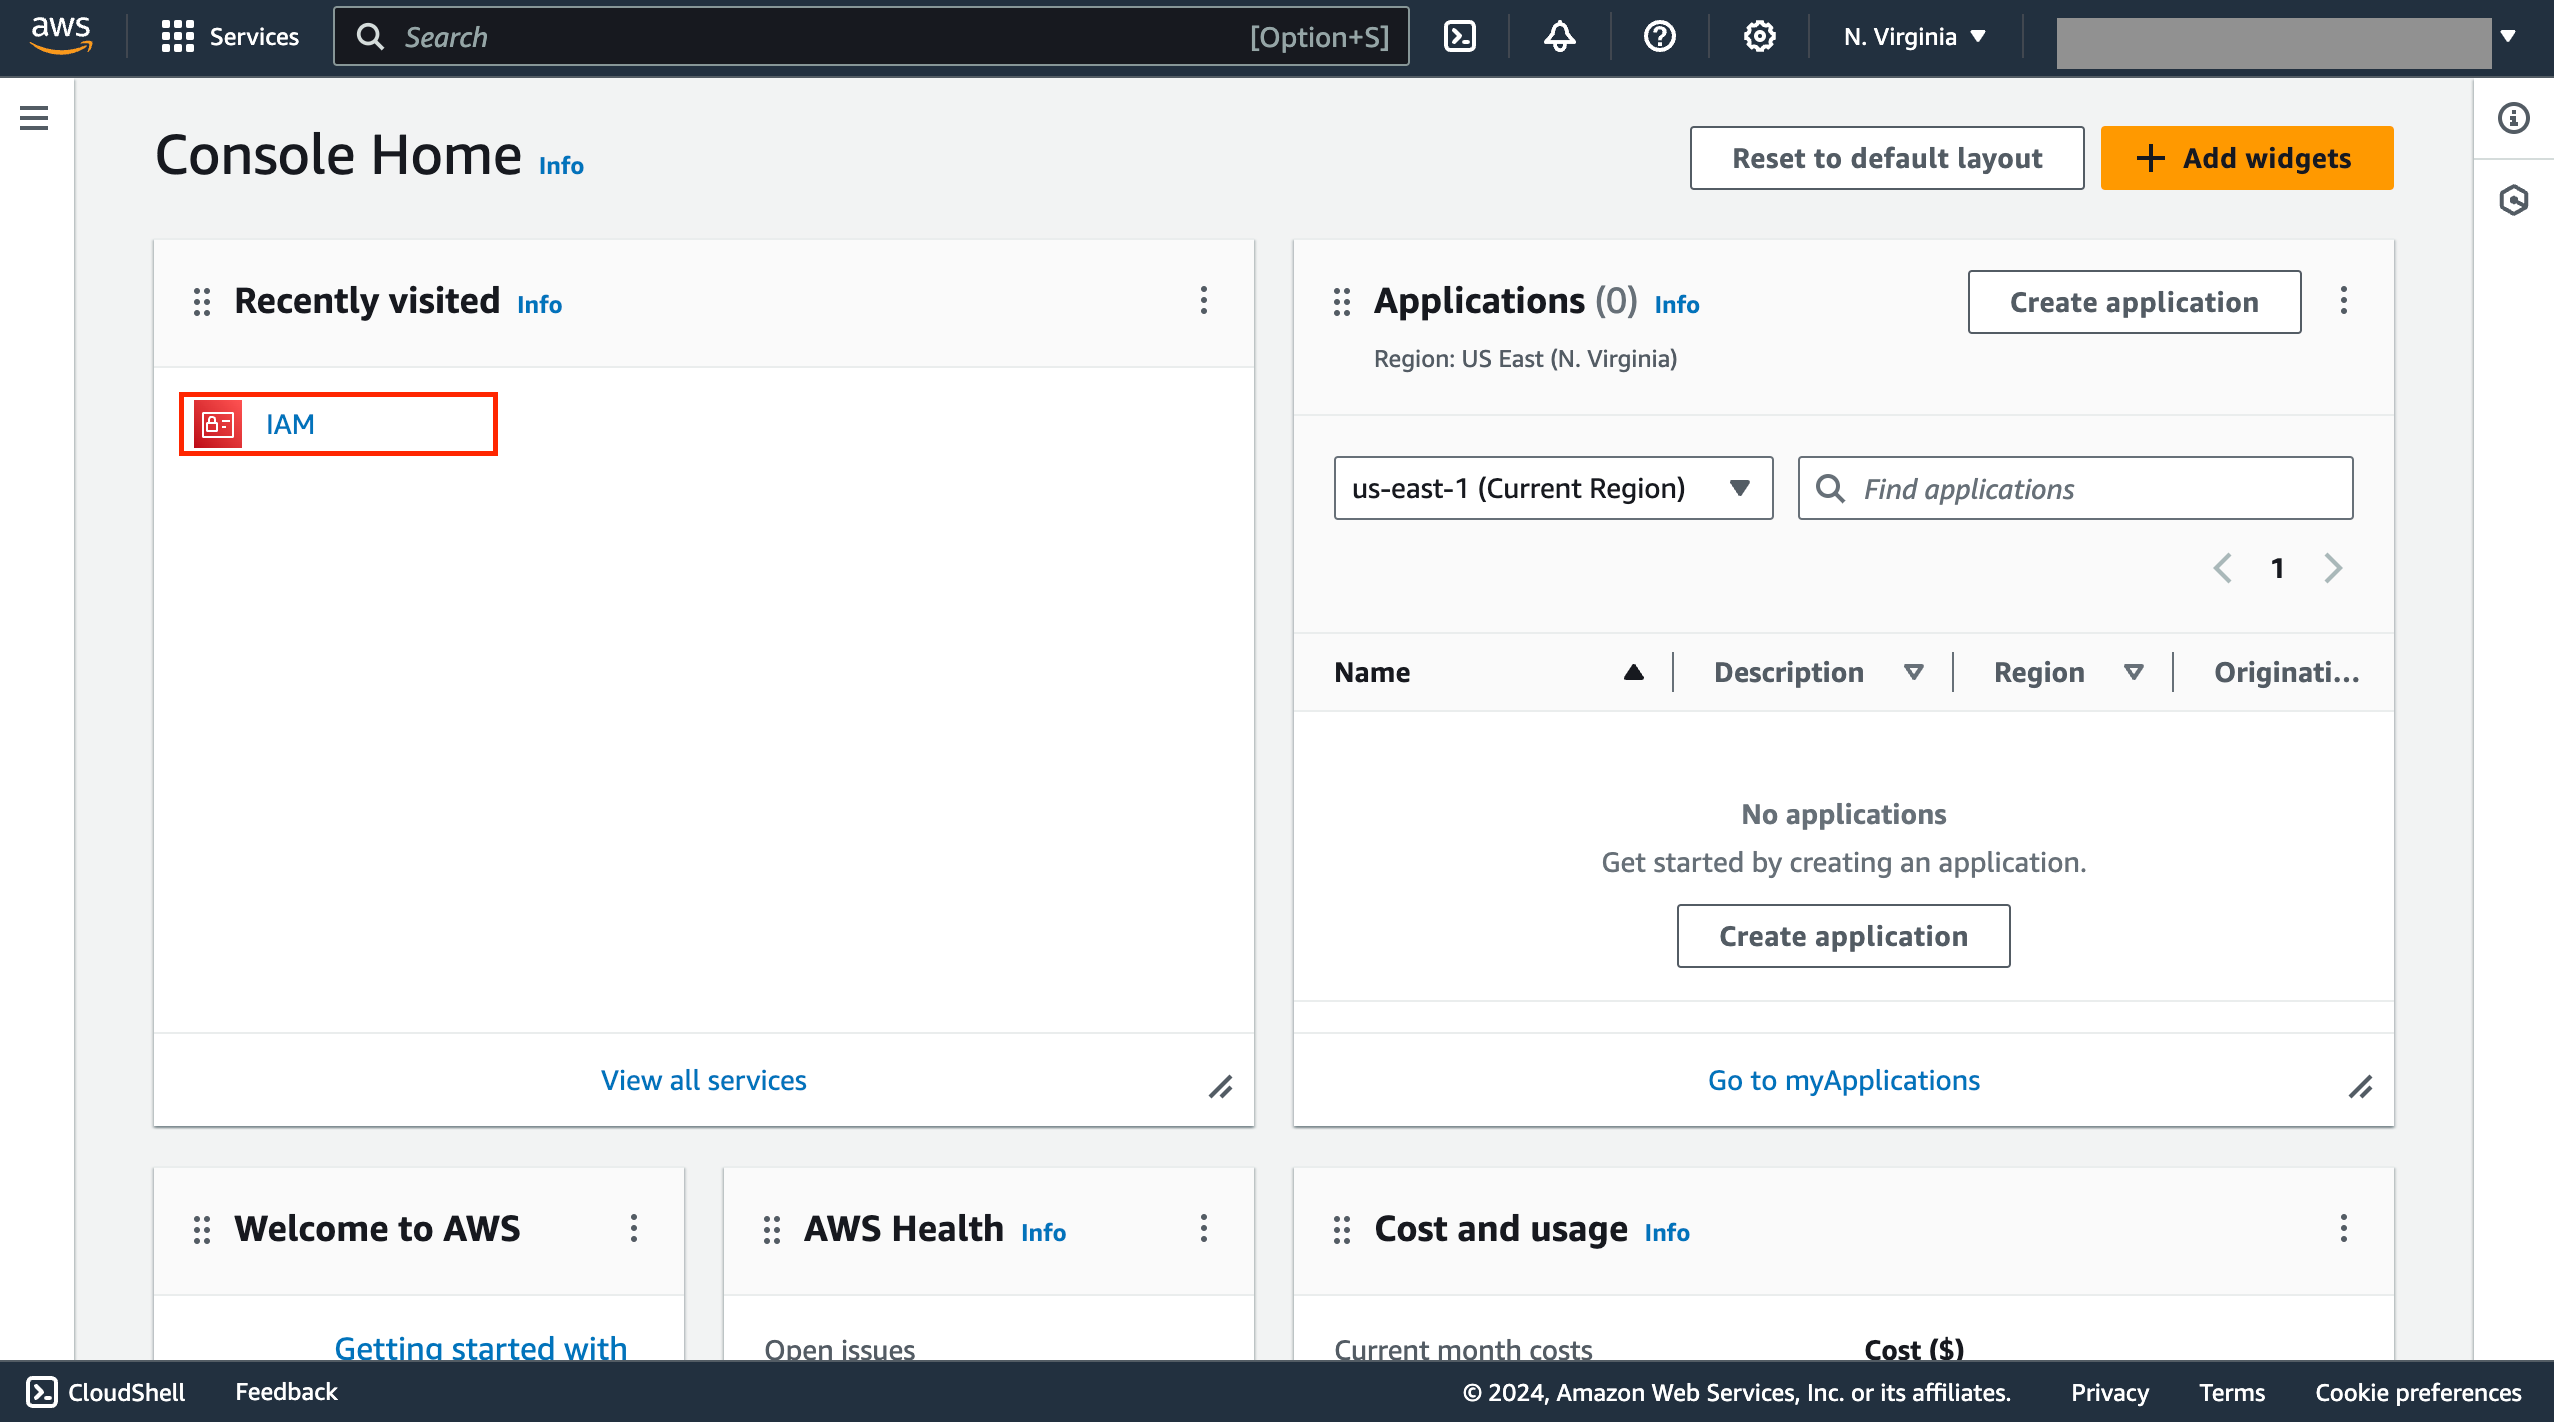 aws Services Search [Option+S] N. Virginia
Console Home Info
Reset to default layout
Add widgets
Recently visited Info
IAM
View all services
Applications (0) Info
Create application
Region: US East (N. Virginia)
us-east-1 (Current Region)
Find applications
1
Name Description Region Originati...
No applications
Get started by creating an application.
Create application
Go to myApplications
Welcome to AWS
Getting started with
AWS Health Info
Open issues
Cost and usage Info
Current month costs Cost ($)
CloudShell Feedback © 2024, Amazon Web Services, Inc. or its affiliates. Privacy Terms Cookie preferences